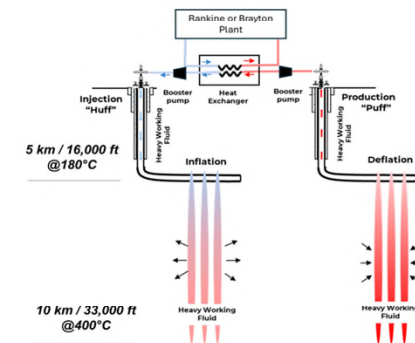 Rankine or Brayton
Plant
Injection
"Huff"
Booster
pump
Heat
Exchanger
Booster
pump
Production
"Puff"
Heavy Working
Fluid
Heavy Working
Fluid
5 km / 16,000 ft
@180°C
Inflation
Deflation
10 km / 33,000 ft
@400°C
Heavy Working
Fluid
Heavy Working
Fluid